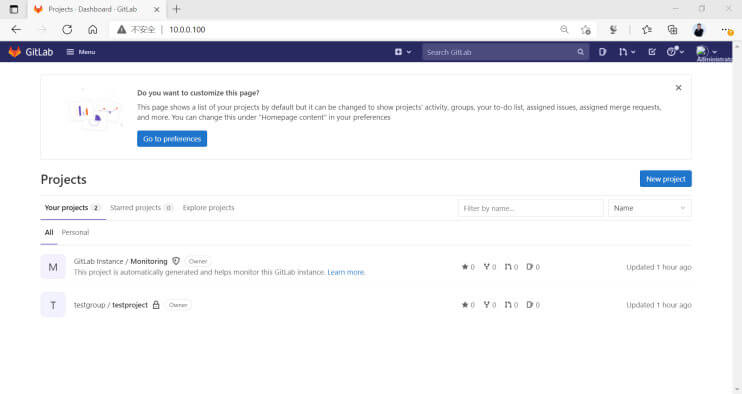 Projects · Dashboard · GitLab
不安全 10.0.0.100
GitLab Menu Search GitLab
Administrator
Do you want to customize this page?
This page shows a list of your projects by default but it can be changed to show projects' activity, groups, your to-do list, assigned issues, assigned merge requests,
and more. You can change this under "Homepage content" in your preferences
Go to preferences
Projects New project
Your projects 2 Starred projects 0 Explore projects Filter by name... Name
All Personal
M GitLab Instance / Monitoring Owner 0 0 0 0 Updated 1 hour ago
This project is automatically generated and helps monitor this GitLab instance. Learn more.
T testgroup / testproject Owner 0 0 0 0 Updated 1 hour ago